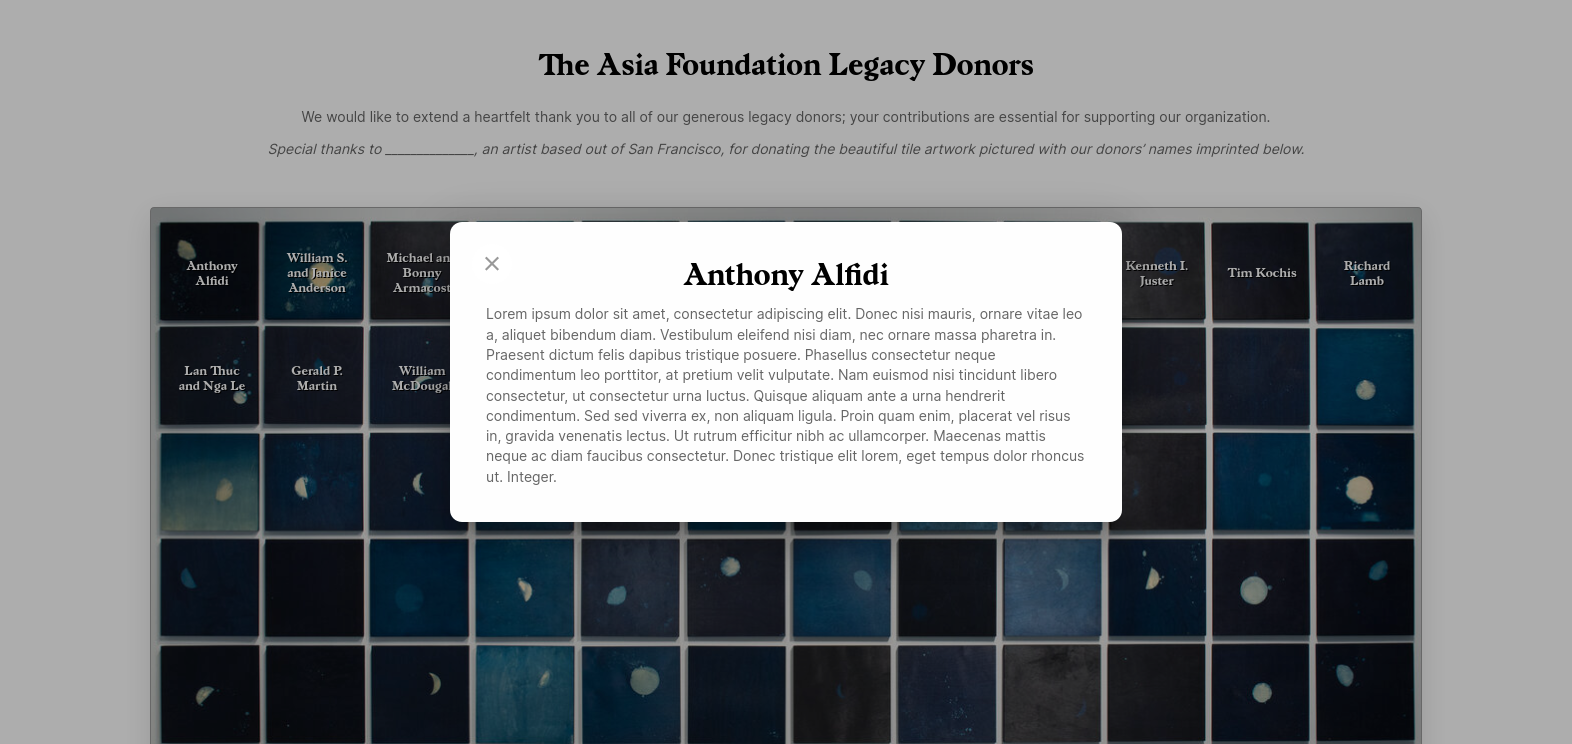 The Asia Foundation Legacy Donors
We would like to extend a heartfelt thank you to all of our generous legacy donors; your contributions are essential for supporting our organization.
Special thanks to ____________, an artist based out of San Francisco, for donating the beautiful tile artwork pictured with our donors’ names imprinted below.
Anthony
Alfidi
William S.
and Janice
Anderson
Michael an
Bonny
Armacost
Kenneth I.
Juster
Tim Kochis
Richard
Lamb
Lan Thuc
and Nga Le
Gerald P.
Martin
William
McDougal
Anthony Alfidi
Lorem ipsum dolor sit amet, consectetur adipiscing elit. Donec nisi mauris, ornare vitae leo
a, aliquet bibendum diam. Vestibulum eleifend nisi diam, nec ornare massa pharetra in.
Praesent dictum felis dapibus tristique posuere. Phasellus consectetur neque
condimentum leo porttitor, at pretium velit vulputate. Nam euismod nisi tincidunt libero
consectetur, ut consectetur urna luctus. Quisque aliquam ante a urna hendrerit
condimentum. Sed sed viverra ex, non aliquam ligula. Proin quam enim, placerat vel risus
in, gravida venenatis lectus. Ut rutrum efficitur nibh ac ullamcorper. Maecenas mattis
neque ac diam faucibus consectetur. Donec tristique elit lorem, eget tempus dolor rhoncus
ut. Integer.